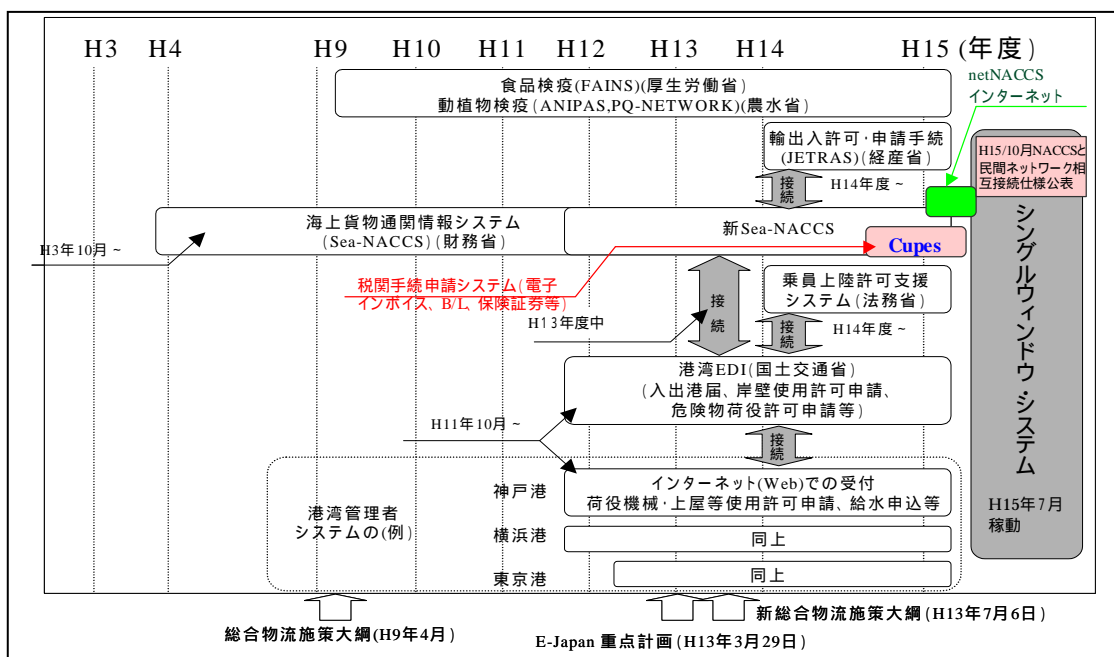 H3 H4 H9 H10 H11 H12 H13 H14 H15 (年度)
netNACCS
インターネット
食品検疫(FAINS)(厚生労働省)
動植物検疫(ANIPAS,PQ-NETWORK)(農水省)
輸出入許可・申請手続
(JETRAS)(経産省)
H15/10月NACCSと
民間ネットワーク相
互接続仕様公表
接続
H14年度~
海上貨物通関情報システム
(Sea-NACCS)(財務省)
新Sea-NACCS
Cupes
H3年10月~
税関手続申請システム(電子
インボイス、B/L、保険証券等)
接続
乗員上陸許可支援
システム(法務省)
H13年度中
接続
H14年度~
港湾EDI(国土交通省)
(入出港届、岸壁使用許可申請、
危険物荷役許可申請等)
H11年10月~
接続
シングルウィンドウ・システム
H15年7月
稼動
港湾管理者
システムの(例)
神戸港
インターネット(Web)での受付
荷役機械・上屋等使用許可申請、給水申込等
横浜港
同上
東京港
同上
総合物流施策大綱(H9年4月)
E-Japan 重点計画(H13年3月29日)
新総合物流施策大綱(H13年7月6日)